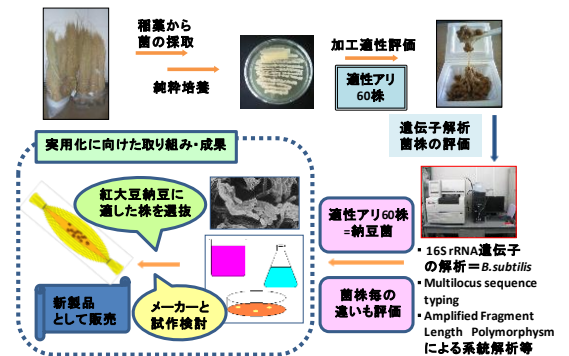 稲藁から
菌の採取
純粋培養
加工適性評価
適性アリ
60株
遺伝子解析
菌株の評価
実用化に向けた取り組み・成果
紅大豆納豆に
適した株を選抜
適性アリ60株
=納豆菌
菌株毎の
違いも評価
新製品
として販売
メーカーと
試作検討
▪ 16S rRNA遺伝子
の解析＝B.subtilis
▪ Multilocus sequence
typing
▪ Amplified Fragment
Length Polymorphysm
による系統解析等